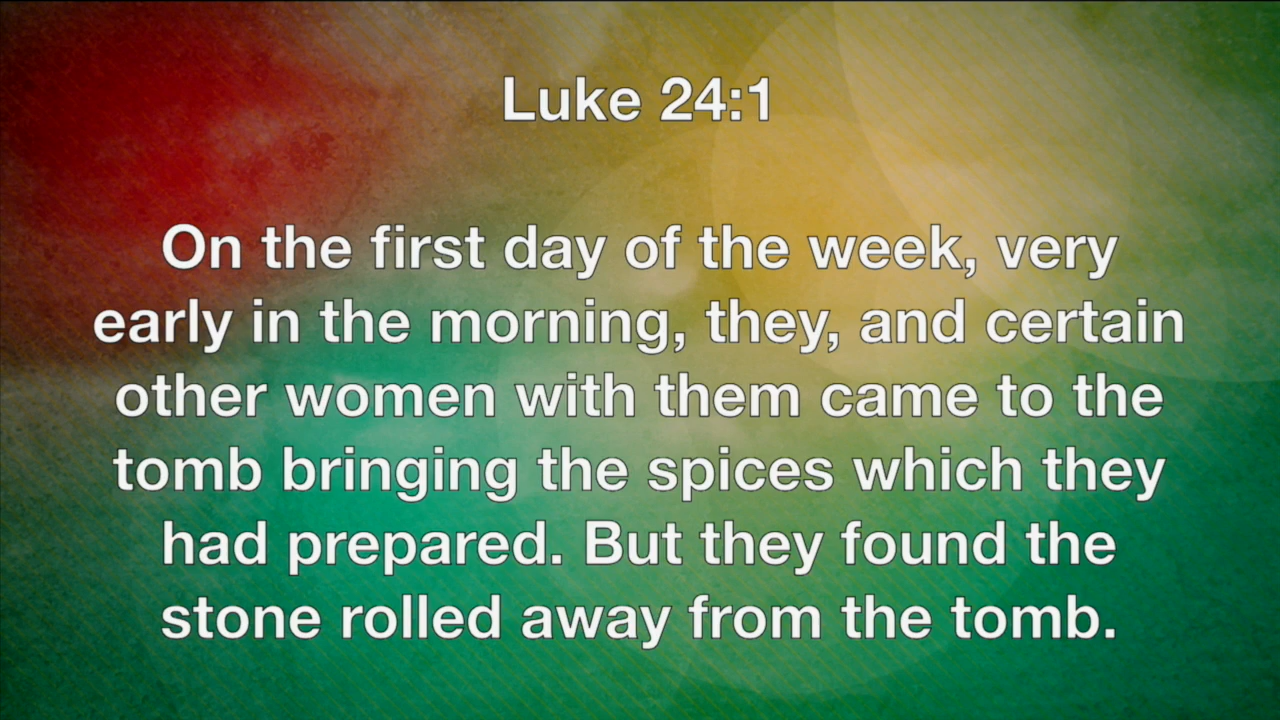 Luke 24:1
On the first day of the week, very
early in the morning, they, and certain
other women with them came to the
tomb bringing the spices which they
had prepared. But they found the
stone rolled away from the tomb.